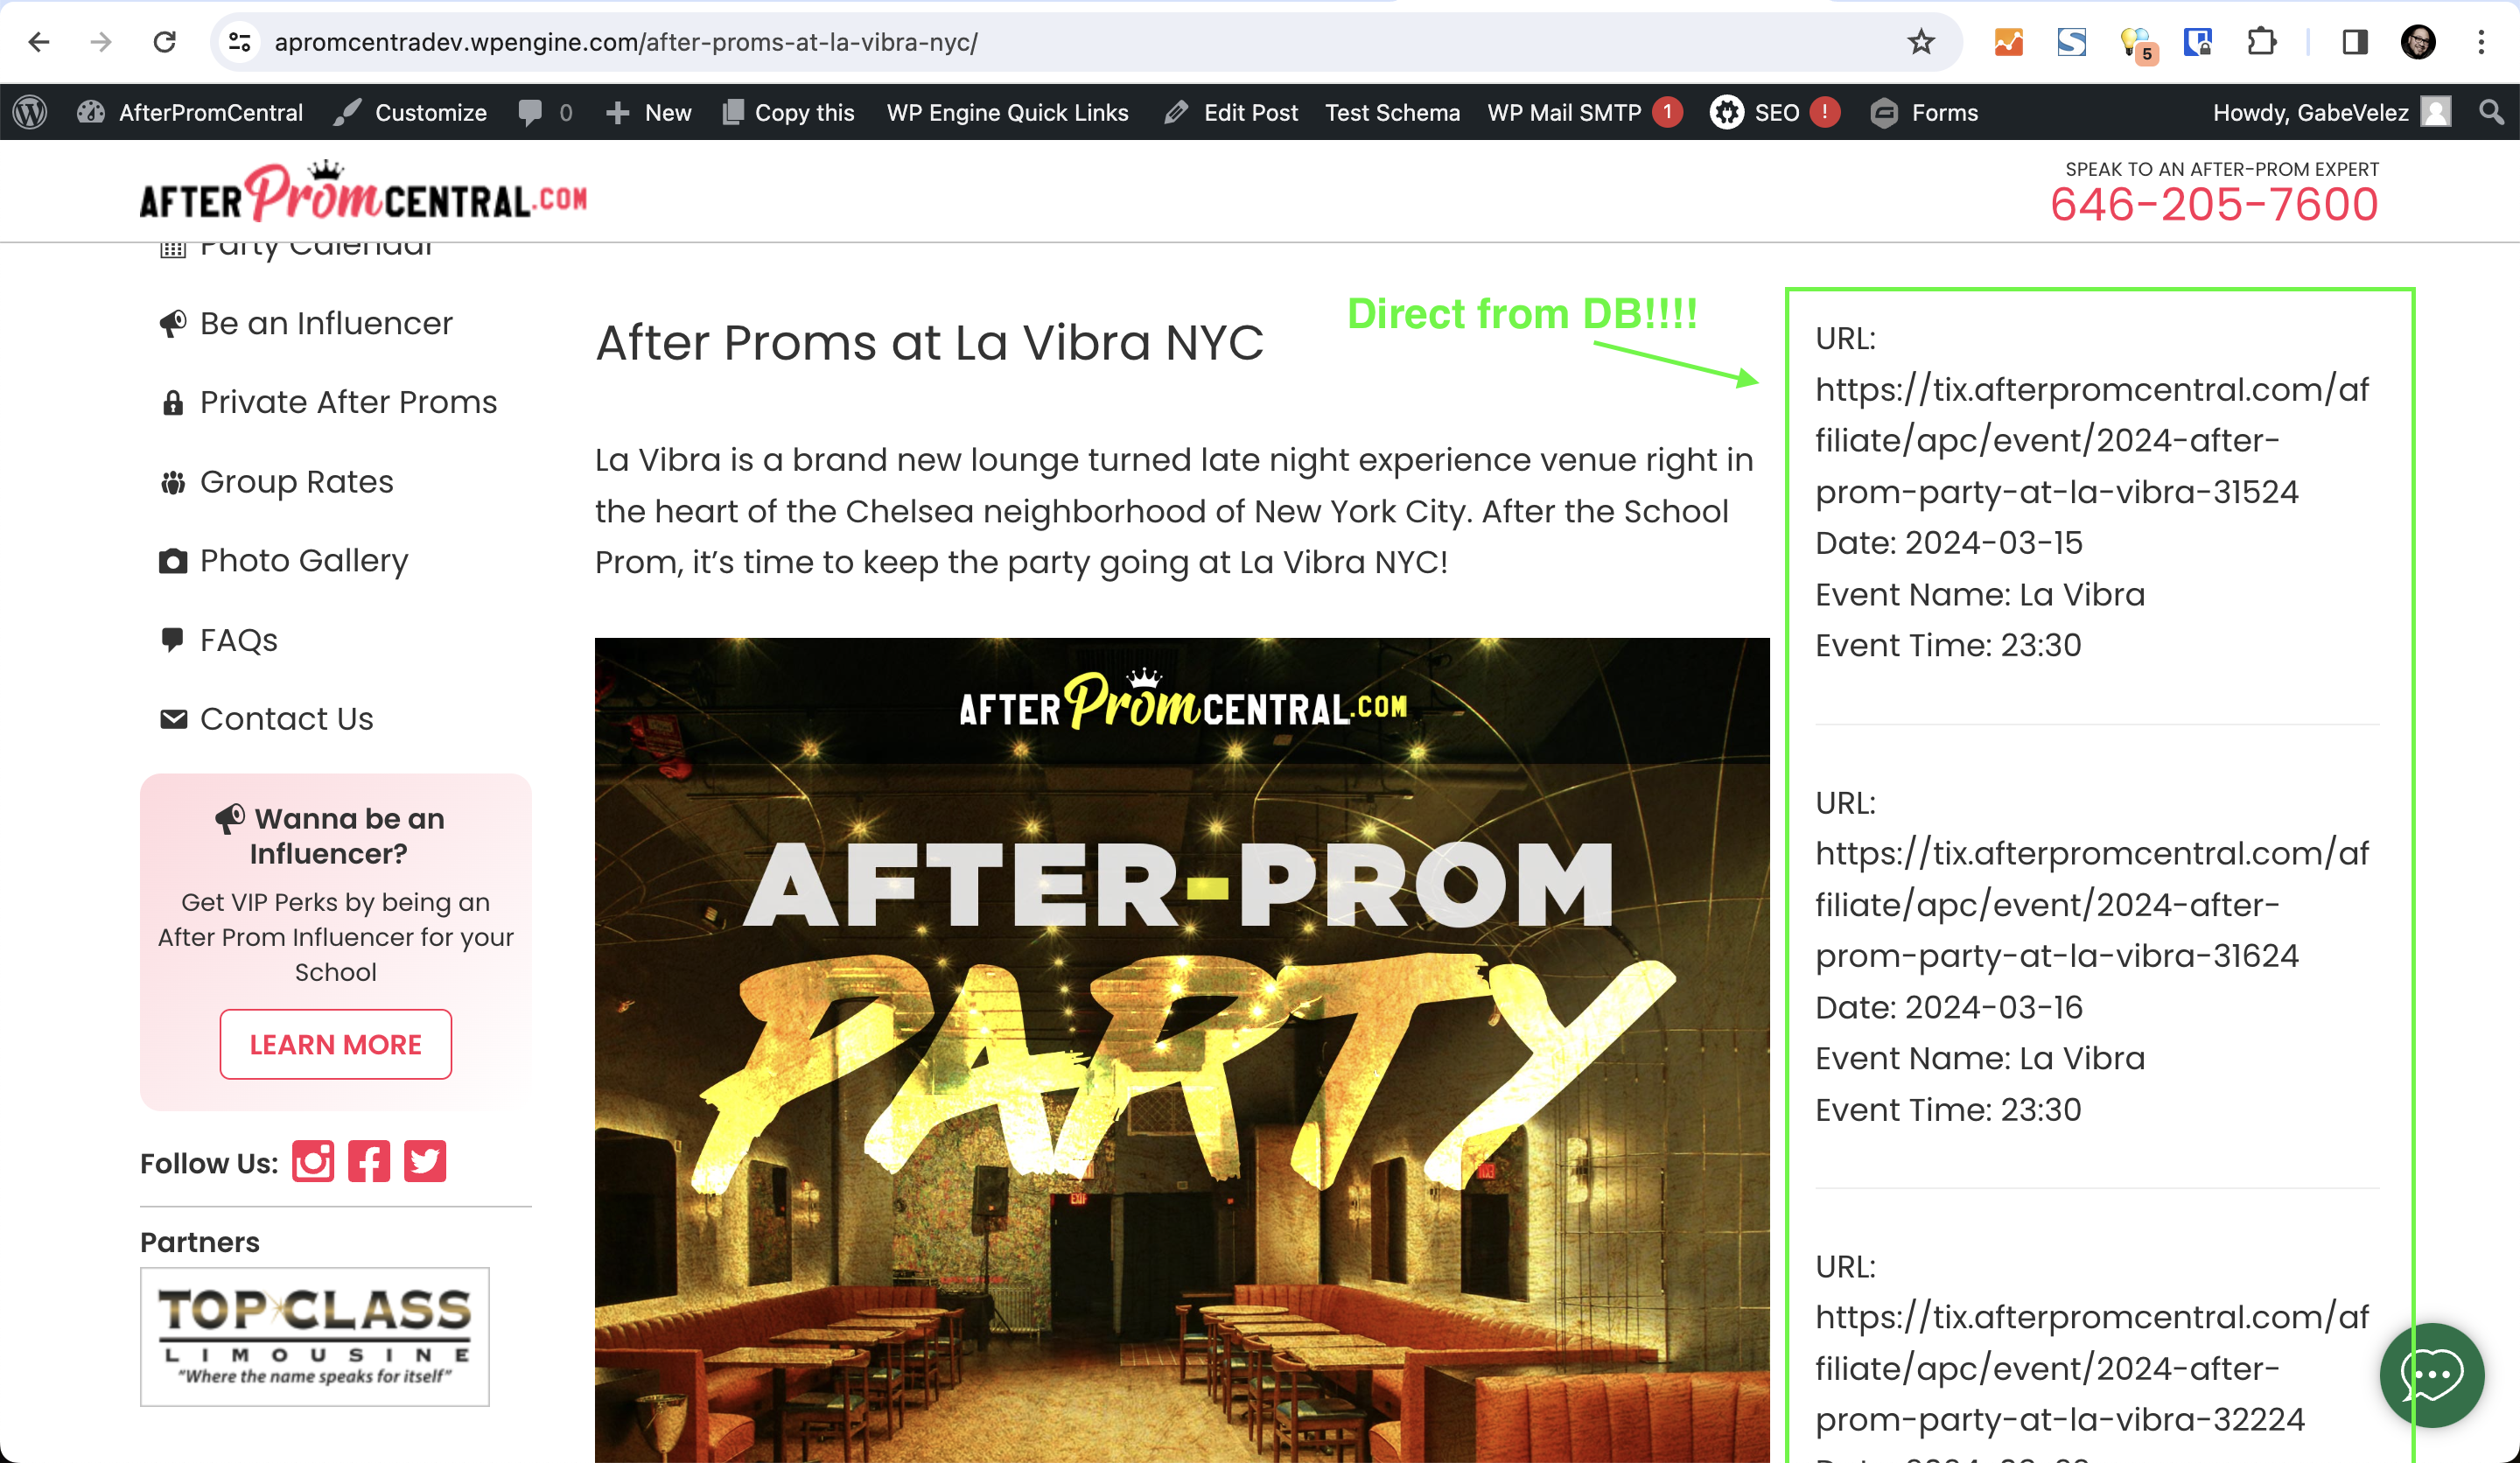 apromcentradev.wpengine.com/after-proms-at-la-vibra-nyc/
5
AfterPromCentral
Customize
0
New
Copy this
WP Engine Quick Links
Edit Post
Test Schema
WP Mail SMTP 1
SEO !
Forms
Howdy, GabeVelez
AFTER Prom CENTRAL.COM
SPEAK TO AN AFTER-PROM EXPERT
646-205-7600
Party Calendar
Be an Influencer
Private After Proms
Group Rates
Photo Gallery
FAQs
Contact Us
Wanna be an
Influencer?
Get VIP Perks by being an
After Prom Influencer for your
School
LEARN MORE
Follow Us:
Partners
TOP CLASS
LIMOUSINE
"Where the name speaks for itself"
After Proms at La Vibra NYC
La Vibra is a brand new lounge turned late night experience venue right in
the heart of the Chelsea neighborhood of New York City. After the School
Prom, it's time to keep the party going at La Vibra NYC!
AFTER Prom CENTRAL.COM
AFTER-PROM
PARTY
EXIT
Direct from DB!!!!
URL:
https://tix.afterpromcentral.com/af
filiate/apc/event/2024-after-
prom-party-at-la-vibra-31524
Date: 2024-03-15
Event Name: La Vibra
Event Time: 23:30
URL:
https://tix.afterpromcentral.com/af
filiate/apc/event/2024-after-
prom-party-at-la-vibra-31624
Date: 2024-03-16
Event Name: La Vibra
Event Time: 23:30
URL:
https://tix.afterpromcentral.com/af
filiate/apc/event/2024-after-
prom-party-at-la-vibra-32224